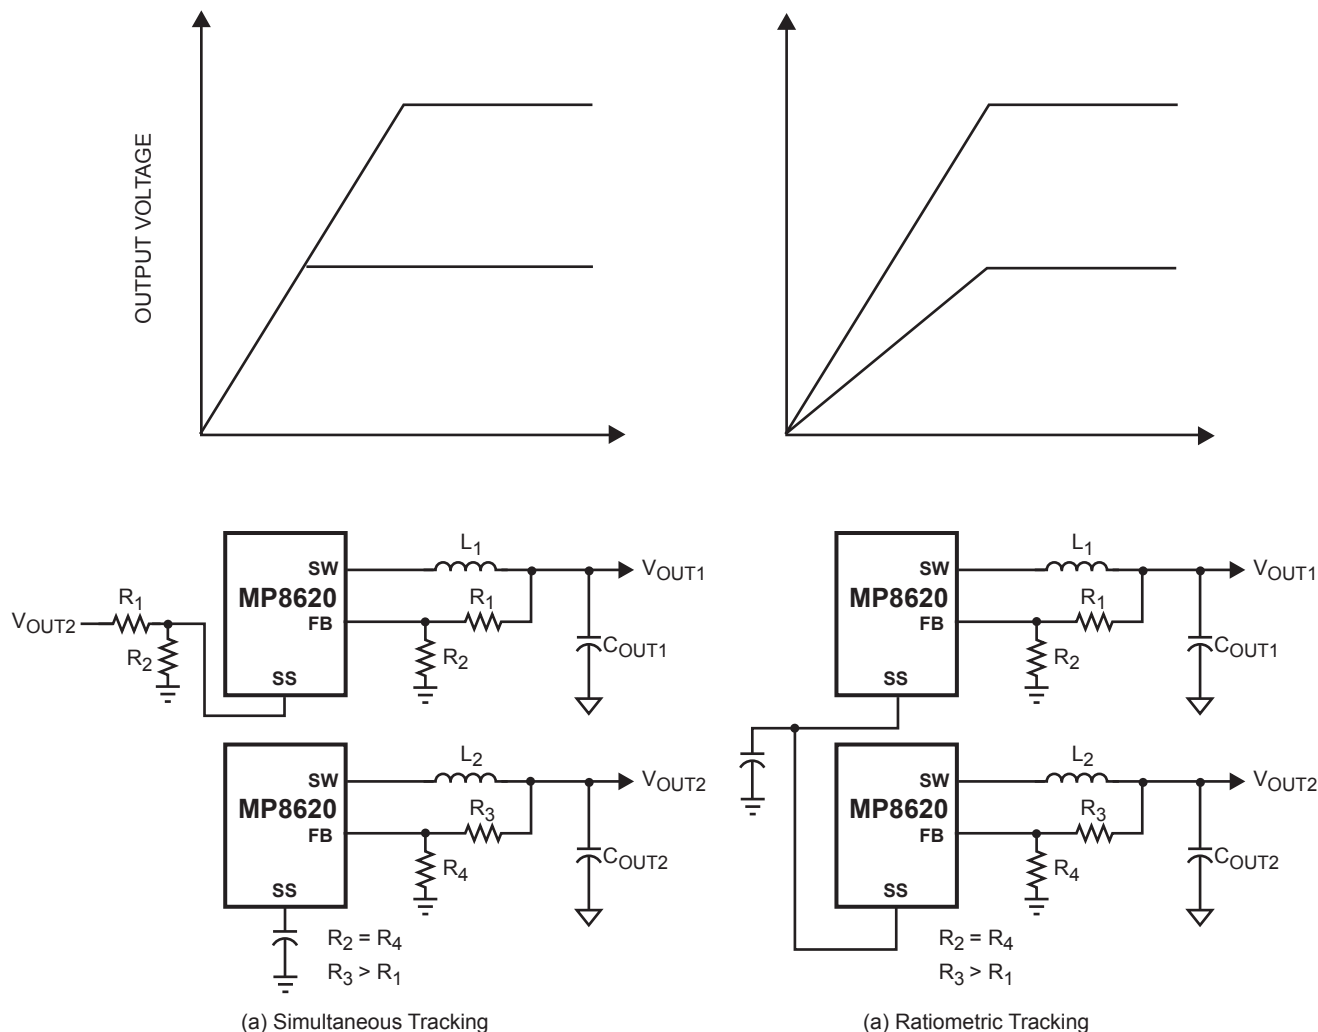 OUTPUT VOLTAGE
L1
SW
VOUT1
MP8620
R1
R1
VOUT2
FB
COUT1
R2
R2
SS
L2
SW
VOUT2
MP8620
R3
FB
COUT2
R4
SS
R2 = R4
R3 > R1
(a) Simultaneous Tracking
L1
SW
VOUT1
MP8620
R1
FB
COUT1
R2
SS
L2
SW
VOUT2
MP8620
R3
FB
COUT2
R4
SS
R2 = R4
R3 > R1
(a) Ratiometric Tracking